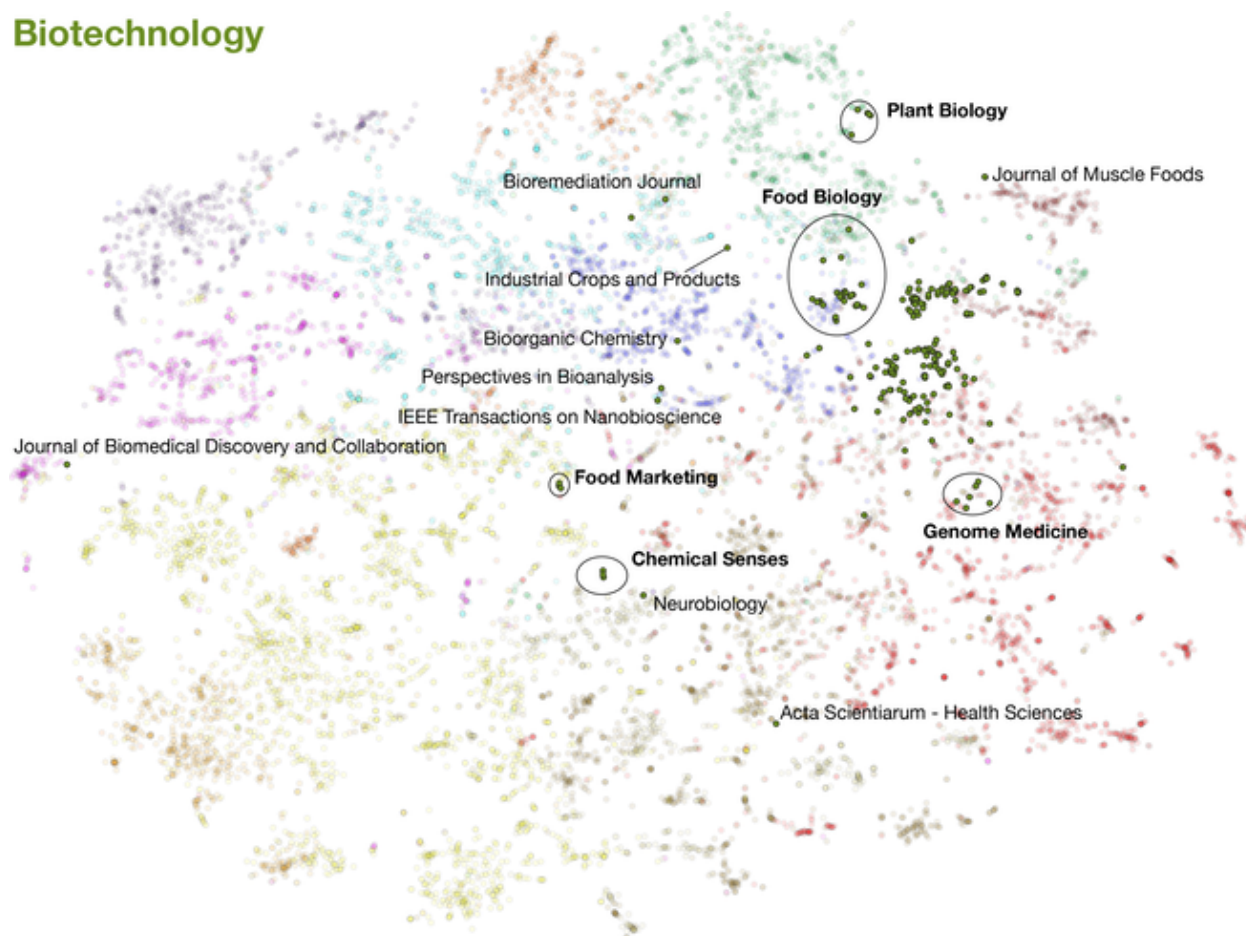 Biotechnology
Plant Biology
Journal of Muscle Foods
Bioremediation Journal
Food Biology
Industrial Crops and Products
Bioorganic Chemistry
Perspectives in Bioanalysis
IEEE Transactions on Nanobioscience
Journal of Biomedical Discovery and Collaboration
Food Marketing
Genome Medicine
Chemical Senses
Neurobiology
Acta Scientiarum - Health Sciences